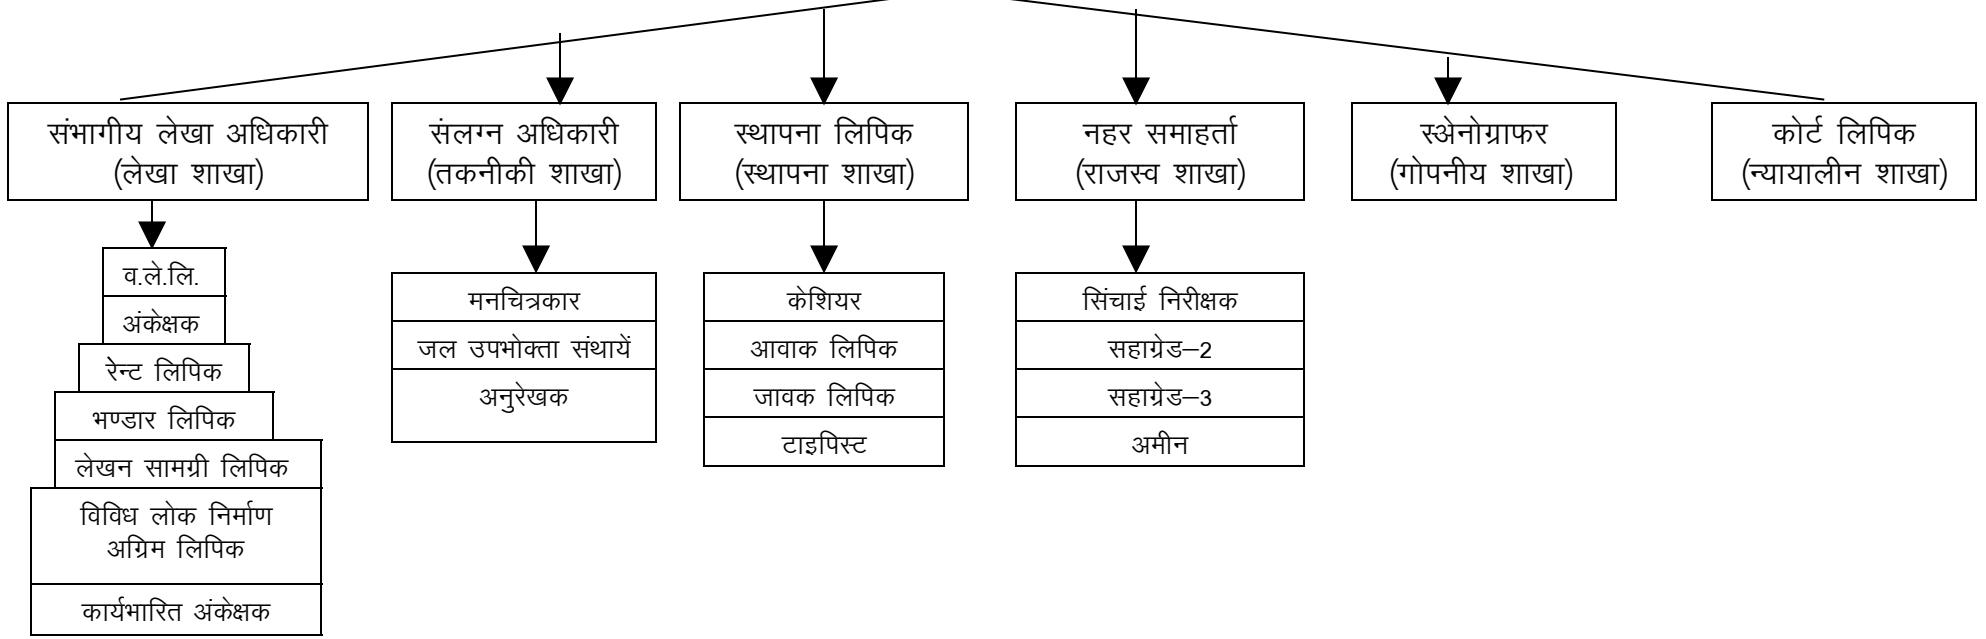 संभागीय लेखा अधिकारी
(लेखा शाखा)
संलग्न अधिकारी
(तकनीकी शाखा)
स्थापना लिपिक
(स्थापना शाखा)
नहर समाहर्ता
(राजस्व शाखा)
स्अेनोग्राफर
(गोपनीय शाखा)
कोर्ट लिपिक
(न्यायालीन शाखा)
व.ले.लि.
अंकेक्षक
रेन्ट लिपिक
भण्डार लिपिक
लेखन सामग्री लिपिक
विविध लोक निर्माण
अग्रिम लिपिक
कार्यभारित अंकेक्षक
मनचित्रकार
जल उपभोक्ता संथायें
अनुरेखक
केशियर
आवाक लिपिक
जावक लिपिक
टाइपिस्ट
सिंचाई निरीक्षक
सहाग्रेड–2
सहाग्रेड–3
अमीन